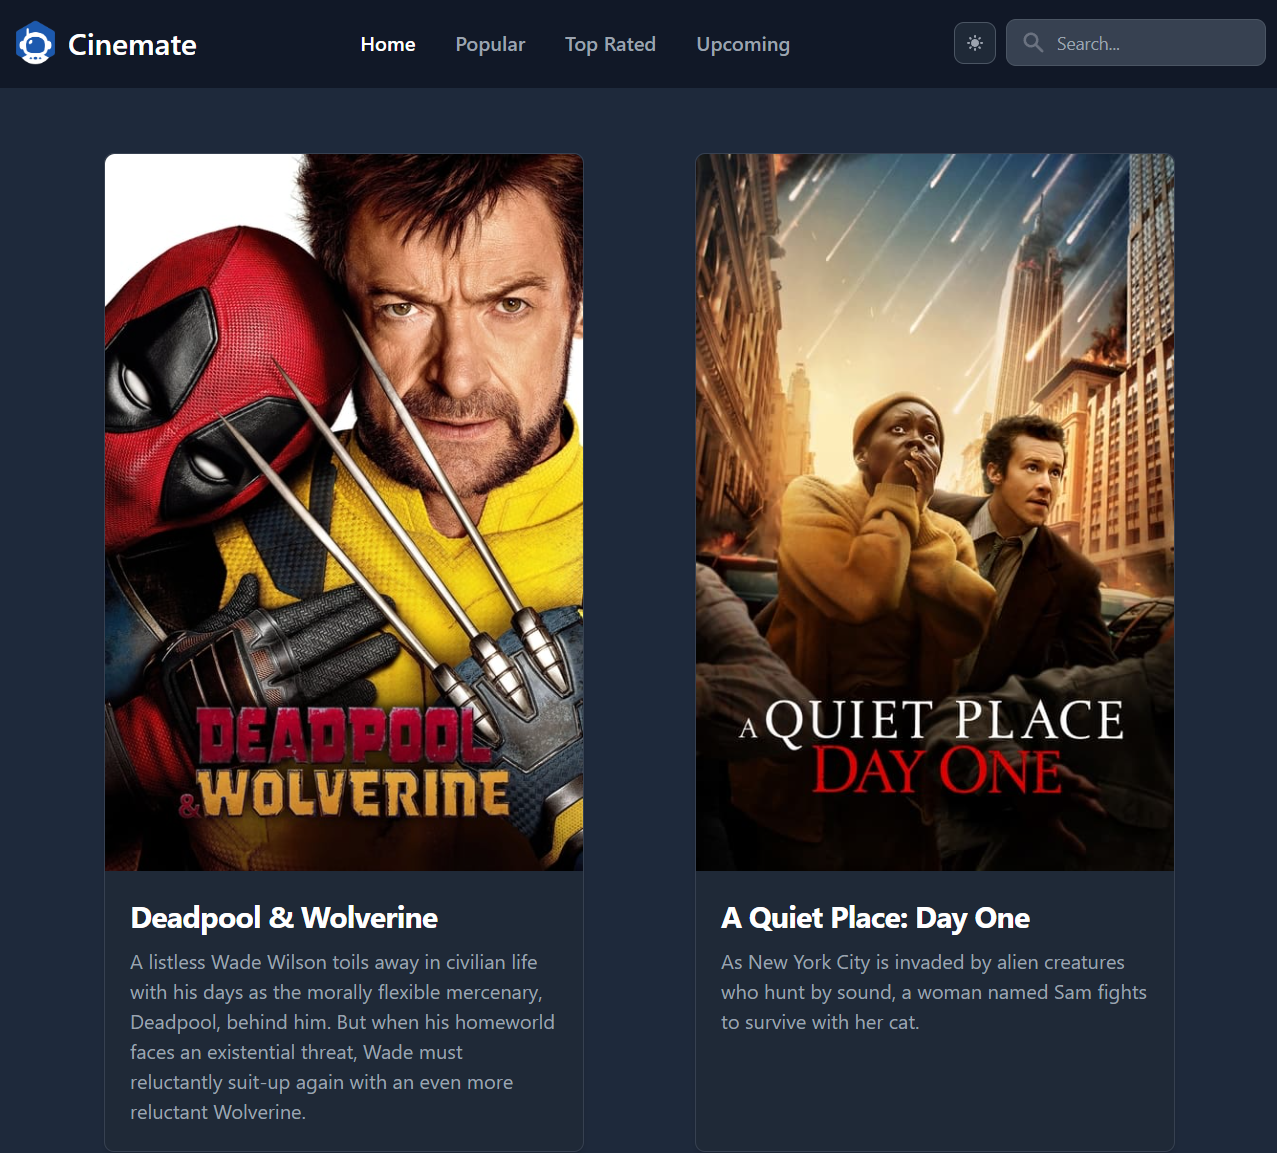 Cinemate
Home Popular Top Rated Upcoming
Search...
DEADPOOL
& WOLVERINE
Deadpool & Wolverine
A listless Wade Wilson toils away in civilian life
with his days as the morally flexible mercenary,
Deadpool, behind him. But when his homeworld
faces an existential threat, Wade must
reluctantly suit-up again with an even more
reluctant Wolverine.
A QUIET PLACE
DAY ONE
A Quiet Place: Day One
As New York City is invaded by alien creatures
who hunt by sound, a woman named Sam fights
to survive with her cat.